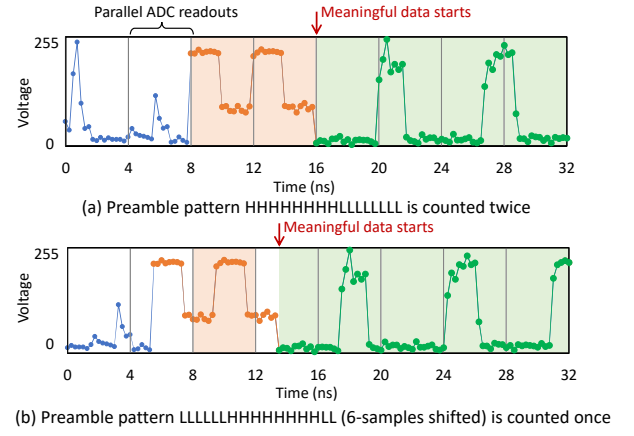 Parallel ADC readouts
Meaningful data starts
255
Voltage
0
0 4 8 12 16 20 24 28 32
Time (ns)
(a) Preamble pattern HHHHHHHHLLLLLLLL is counted twice
Meaningful data starts
255
Voltage
0
0 4 8 12 16 20 24 28 32
Time (ns)
(b) Preamble pattern LLLLLLHHHHHHHHLL (6-samples shifted) is counted once